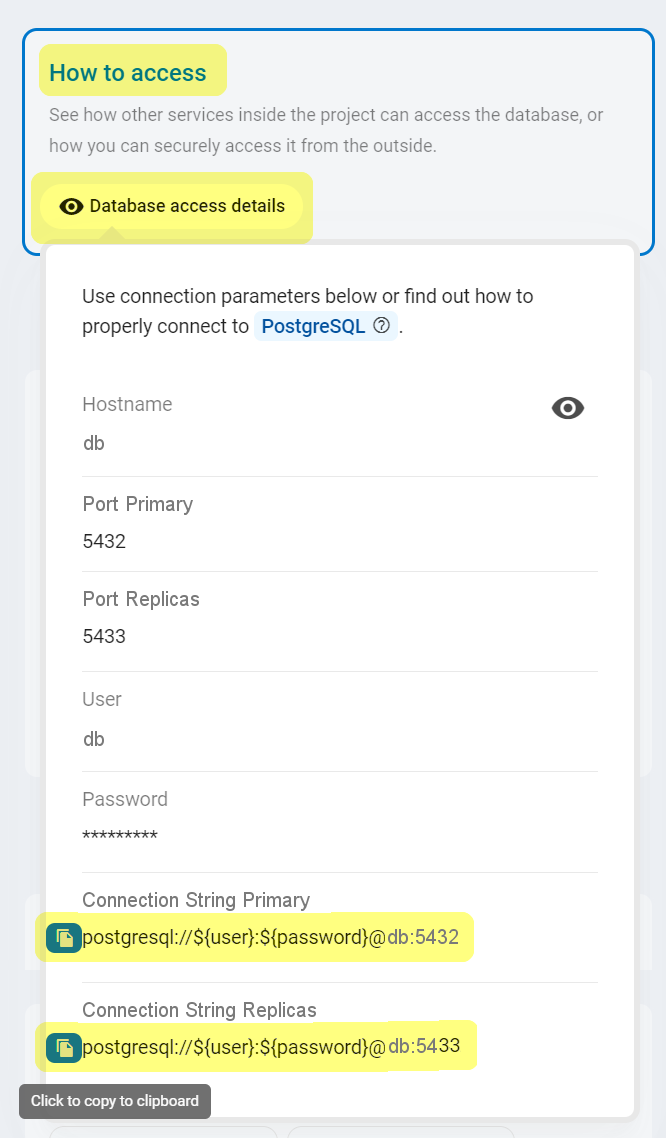 How to access
See how other services inside the project can access the database, or
how you can securely access it from the outside.
Database access details
Use connection parameters below or find out how to
properly connect to PostgreSQL ? .
Hostname
db
Port Primary
5432
Port Replicas
5433
User
db
Password
*********
Connection String Primary
postgresql://${user}:${password}@db:5432
Connection String Replicas
postgresql://${user}:${password}@db:5433
Click to copy to clipboard